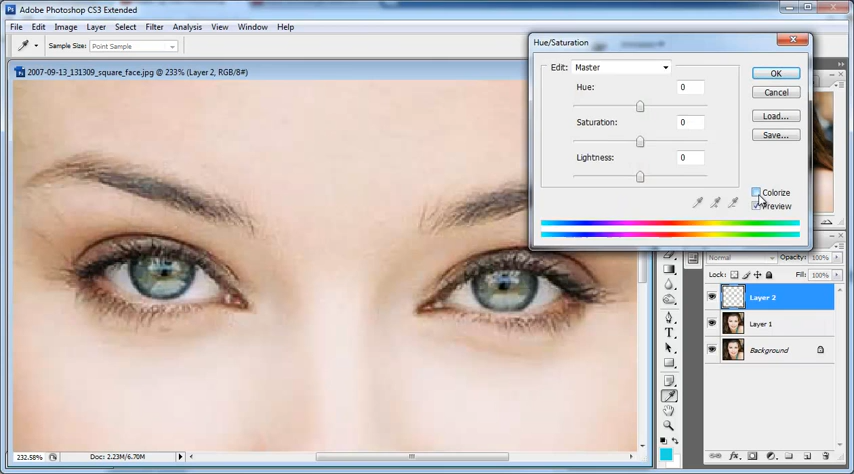 Adobe Photoshop CS3 Extended
File Edit Image Layer Select Filter Analysis View Window Help
Sample Size: Point Sample
2007-09-13_131309_square_face.jpg @ 233% (Layer 2, RGB/8#)
Hue/Saturation
Edit: Master
Hue: 0
Saturation: 0
Lightness: 0
OK
Cancel
Load...
Save...
Colorize
Preview
Normal Opacity: 100%
Lock: Fill: 100%
Layer 2
Layer 1
Background
232.58% Doc: 2.23M/6.70M